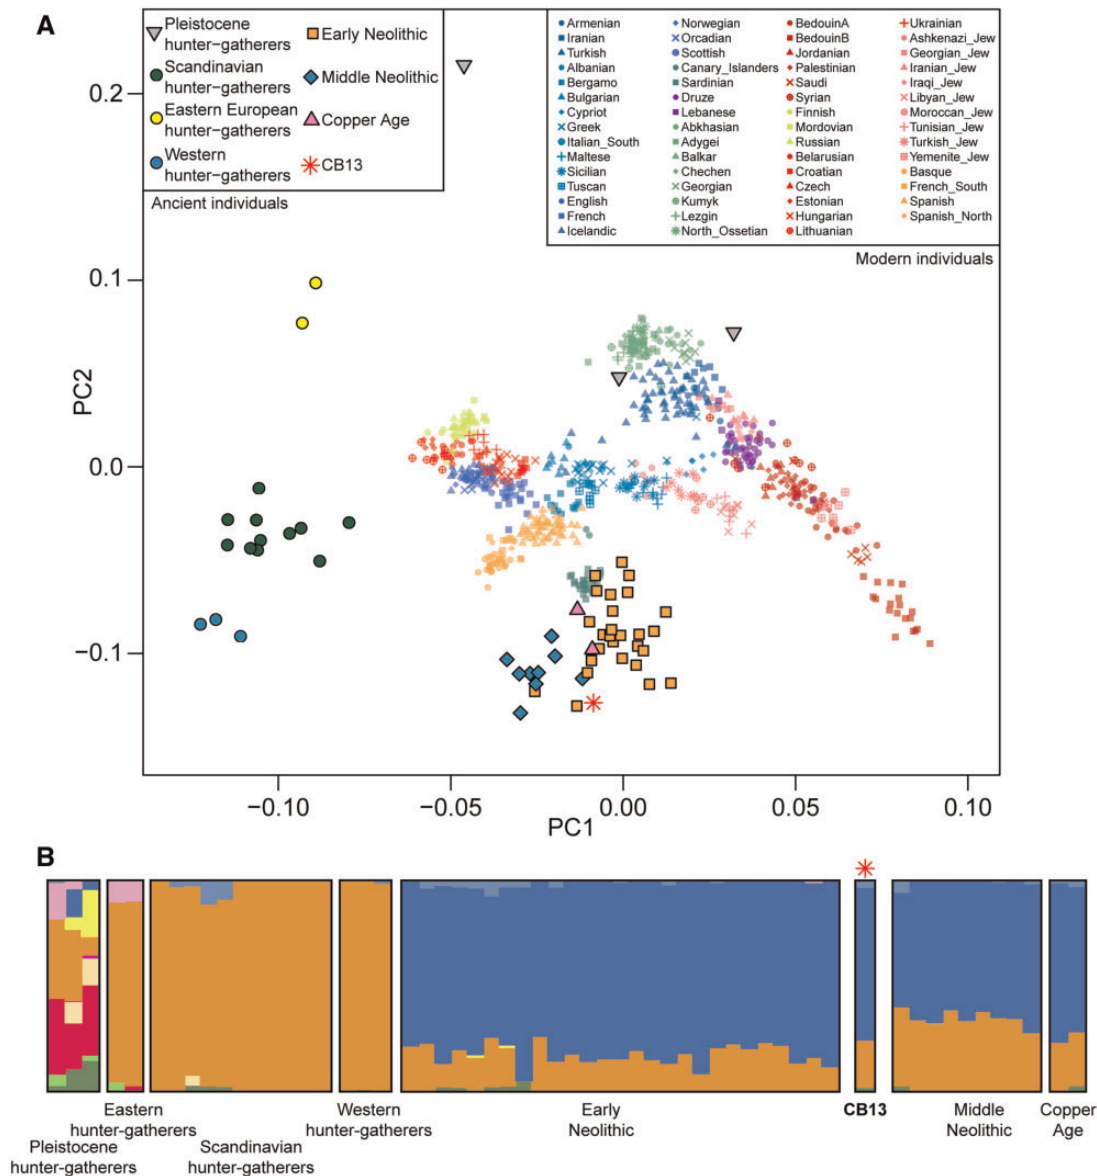 A
Pleistocene
hunter-gatherers
Scandinavian
hunter-gatherers
Eastern European
hunter-gatherers
Western
hunter-gatherers
Early Neolithic
Middle Neolithic
Copper Age
CB13
Ancient individuals
Armenian
Iranian
Turkish
Albanian
Bergamo
Bulgarian
Cypriot
Greek
Italian_South
Maltese
Sicilian
Tuscan
English
French
Icelandic
Norwegian
Orcadian
Scottish
Canary_Islanders
Sardinian
Druze
Lebanese
Abkhasian
Adygei
Balkar
Chechen
Georgian
Kumyk
Lezgin
North_Ossetian
BedouinA
BedouinB
Jordanian
Palestinian
Saudi
Syrian
Finnish
Mordovian
Russian
Belarusian
Croatian
Czech
Estonian
Hungarian
Lithuanian
Ukrainian
Ashkenazi_Jew
Georgian_Jew
Iranian_Jew
Iraqi_Jew
Libyan_Jew
Moroccan_Jew
Tunisian_Jew
Turkish_Jew
Yemenite_Jew
Basque
French_South
Spanish
Spanish_North
Modern individuals
PC2
0.2
0.1
0.0
−0.1
−0.10
−0.05
0.00
0.05
0.10
PC1
B
Eastern
hunter-gatherers
Pleistocene
hunter-gatherers
Scandinavian
hunter-gatherers
Western
hunter-gatherers
Early
Neolithic
CB13
Middle
Neolithic
Copper
Age